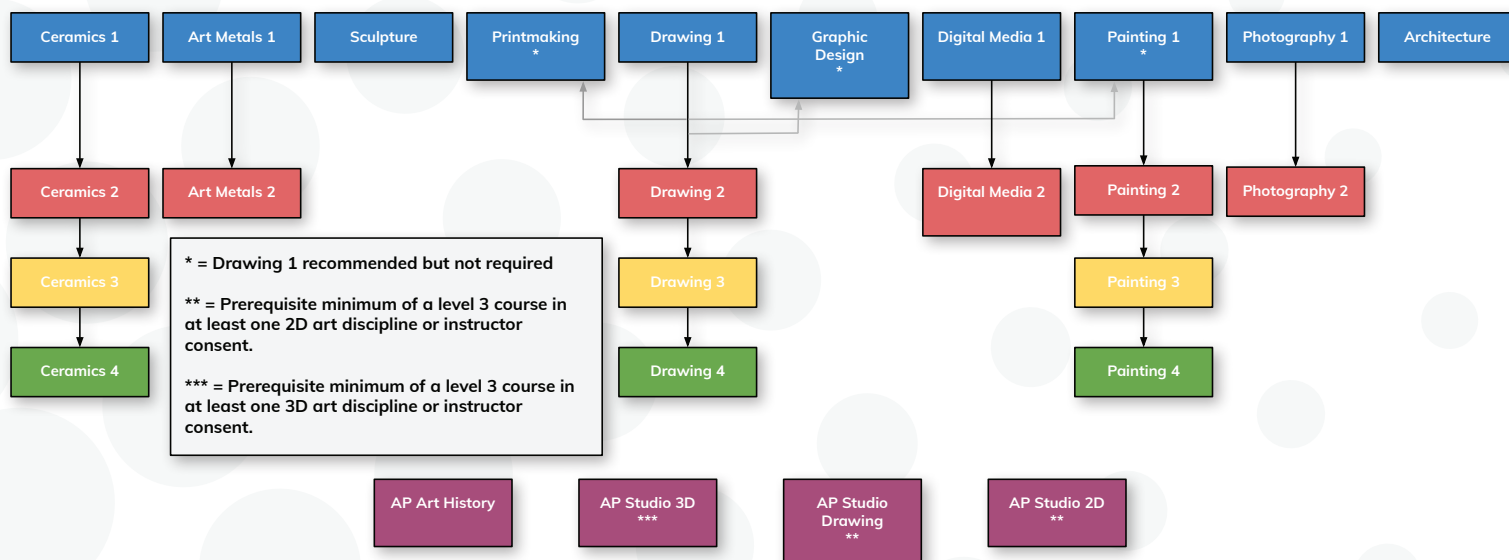 Ceramics 1
Art Metals 1
Sculpture
Printmaking
*
Drawing 1
Graphic
Design
*
Digital Media 1
Painting 1
*
Photography 1
Architecture
Ceramics 2
Art Metals 2
Drawing 2
Digital Media 2
Painting 2
Photography 2
* = Drawing 1 recommended but not required
** = Prerequisite minimum of a level 3 course in
at least one 2D art discipline or instructor
consent.
*** = Prerequisite minimum of a level 3 course in
at least one 3D art discipline or instructor
consent.
Ceramics 3
Drawing 3
Painting 3
Ceramics 4
Drawing 4
Painting 4
AP Art History
AP Studio 3D
***
AP Studio
Drawing
**
AP Studio 2D
**